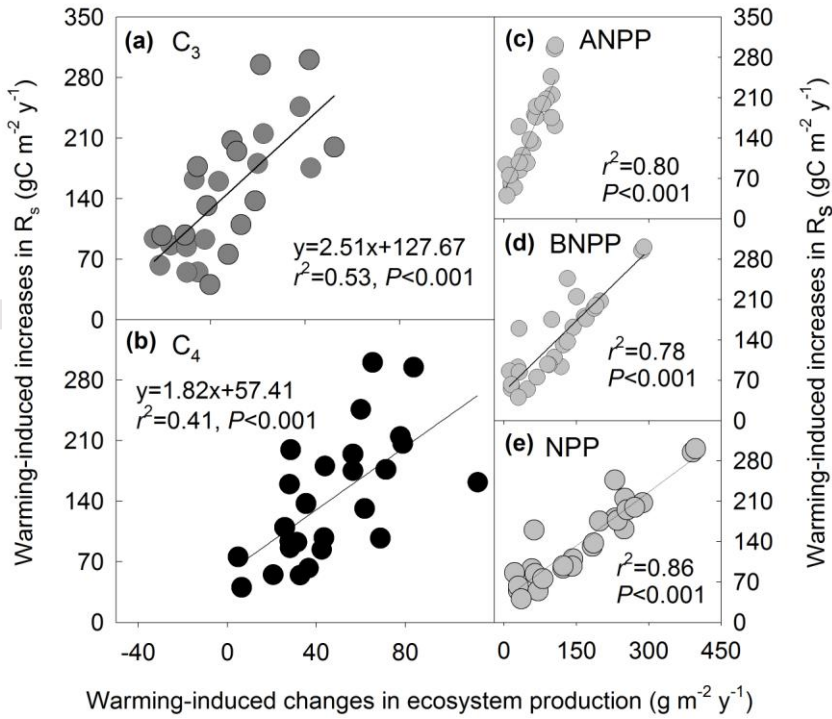 Warming-induced increases in Rₛ (gC m⁻² y⁻¹)
(a) C₃
350
280
210
140
70
0
y=2.51x+127.67
r²=0.53, P<0.001
(b) C₄
280
210
140
70
0
y=1.82x+57.41
r²=0.41, P<0.001
-40 0 40 80
(c) ANPP
350
280
210
140
70
0
r²=0.80
P<0.001
(d) BNPP
280
210
140
70
0
r²=0.78
P<0.001
(e) NPP
280
210
140
70
0
r²=0.86
P<0.001
0 150 300 450
Warming-induced increases in Rₛ (gC m⁻² y⁻¹)
Warming-induced changes in ecosystem production (g m⁻² y⁻¹)